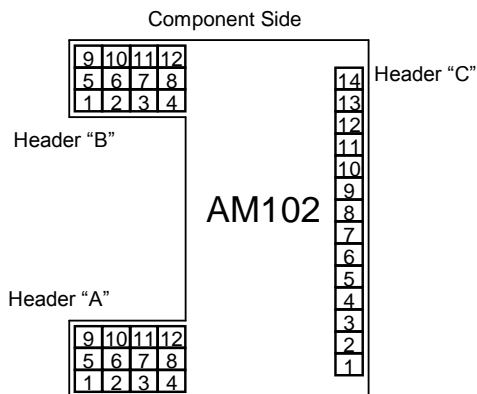 Component Side
9 10 11 12
5 6 7 8
1 2 3 4
Header “B”
Header “C”
14
13
12
11
10
9
8
7
6
5
4
3
2
1
AM102
Header “A”
9 10 11 12
5 6 7 8
1 2 3 4